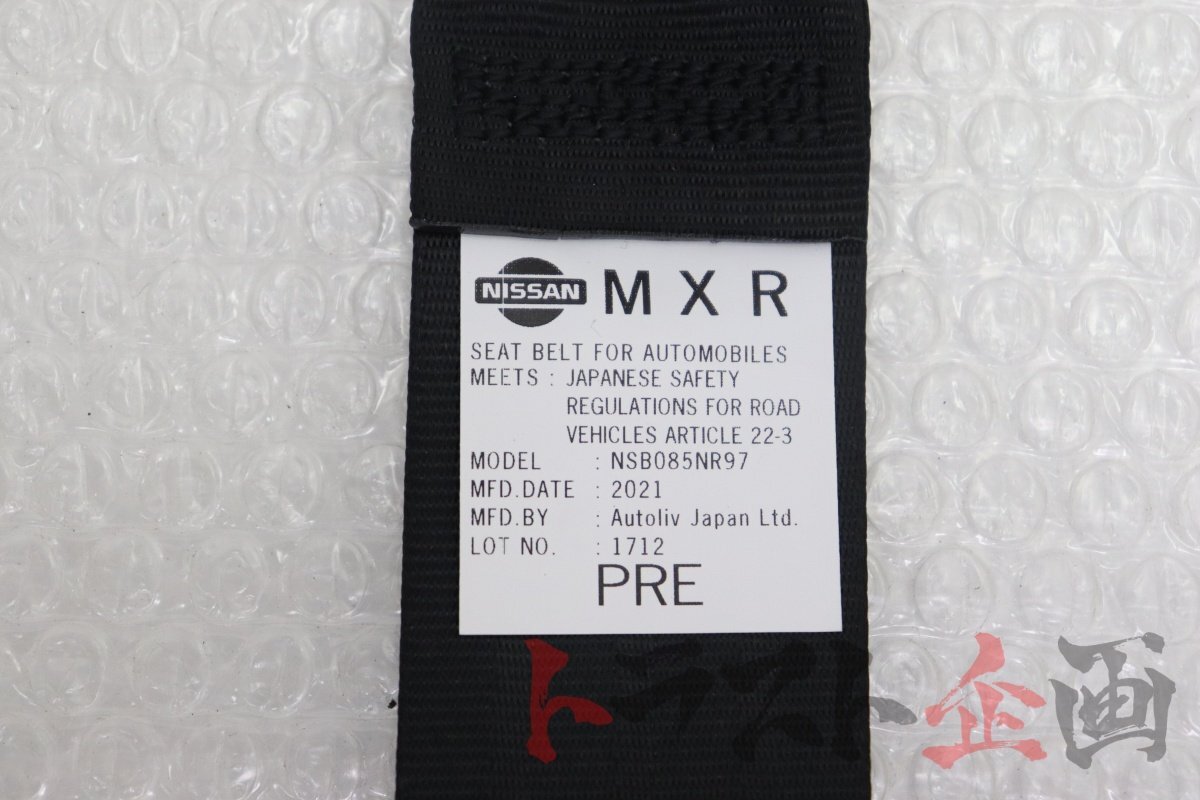 NISSAN M X R
SEAT BELT FOR AUTOMOBILES
MEETS : JAPANESE SAFETY
REGULATIONS FOR ROAD
VEHICLES ARTICLE 22-3
MODEL : NSB085NR97
MFD.DATE : 2021
MFD.BY : Autoliv Japan Ltd.
LOT NO. : 1712
PRE
トラスト企画